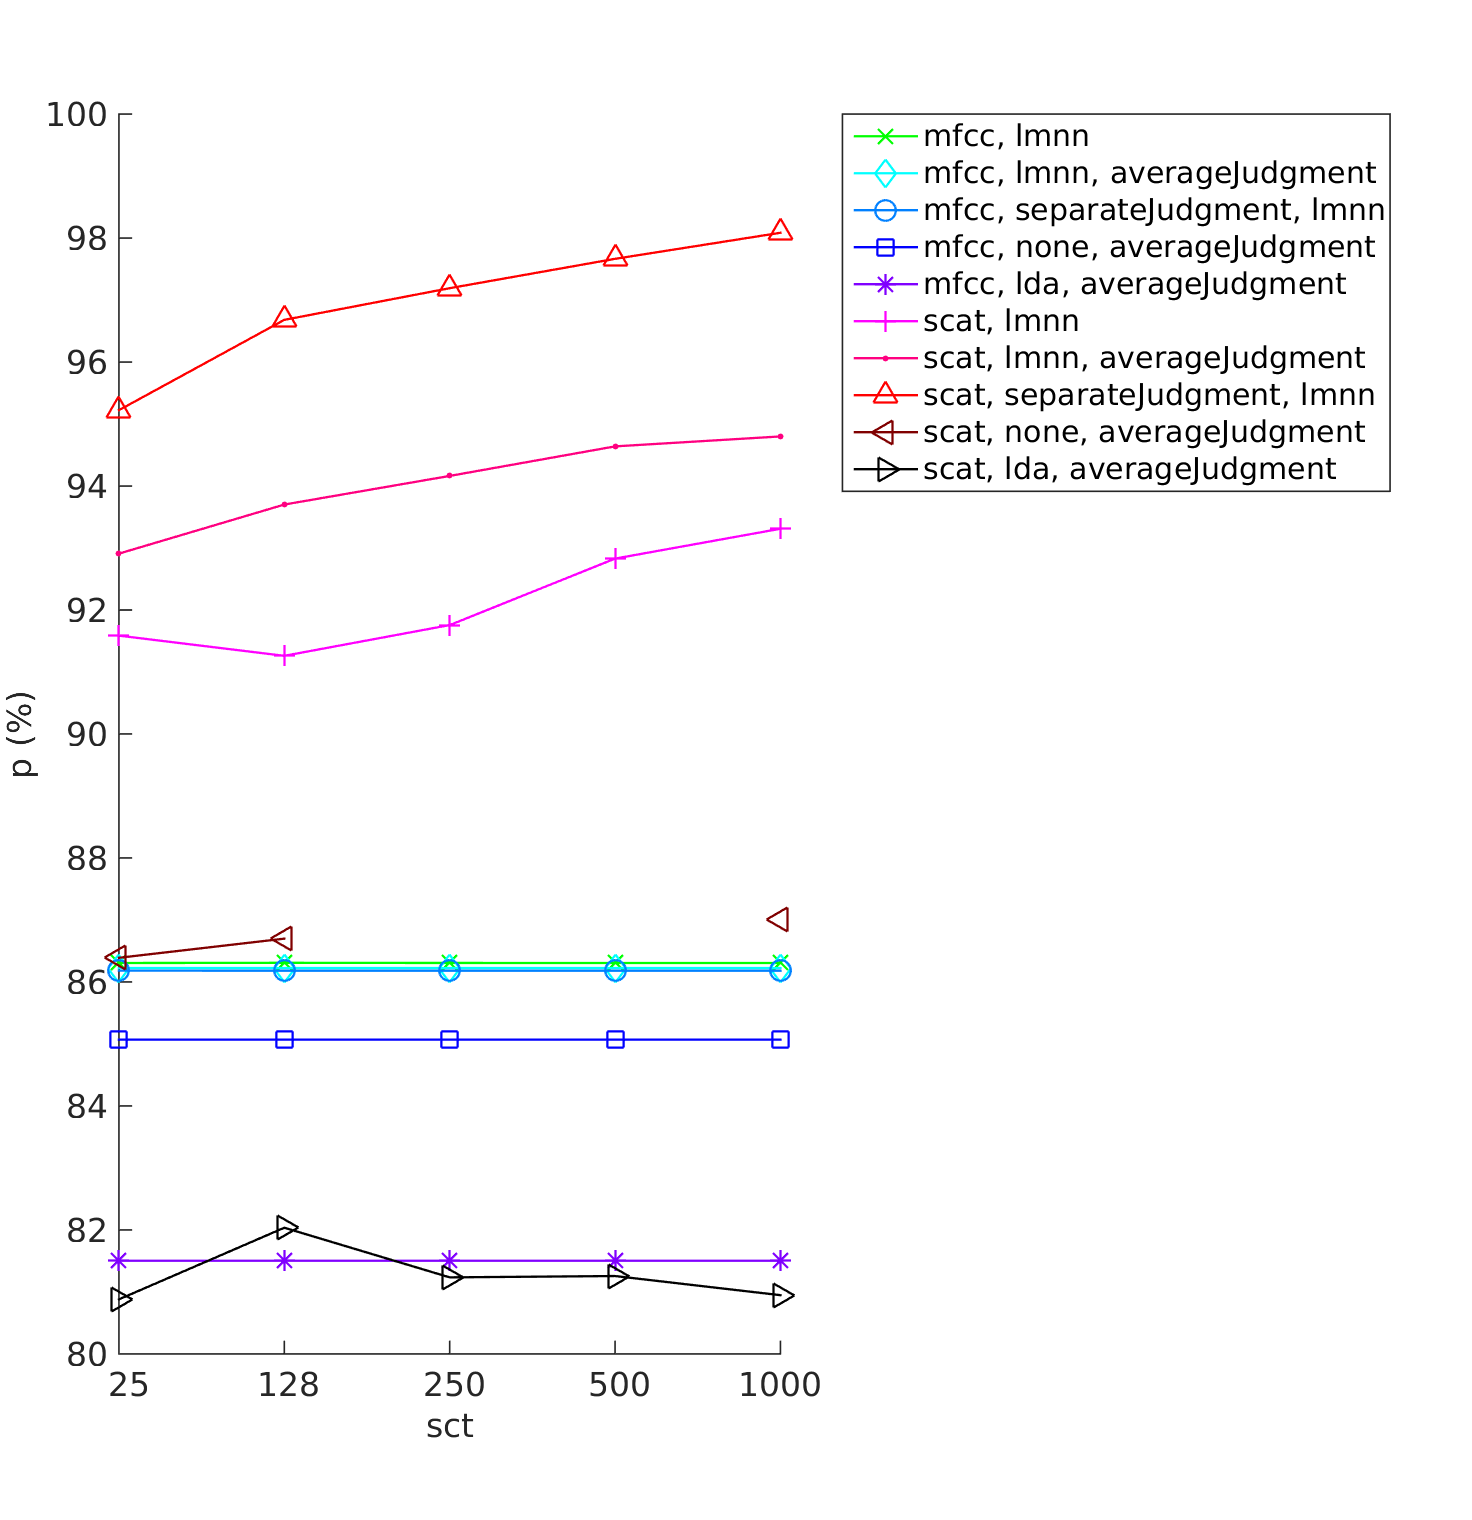 100
98
96
94
92
90
88
86
84
82
80
p (%)
25 128 250 500 1000
sct
mfcc, lmnn
mfcc, lmnn, averageJudgment
mfcc, separateJudgment, lmnn
mfcc, none, averageJudgment
mfcc, lda, averageJudgment
scat, lmnn
scat, lmnn, averageJudgment
scat, separateJudgment, lmnn
scat, none, averageJudgment
scat, lda, averageJudgment